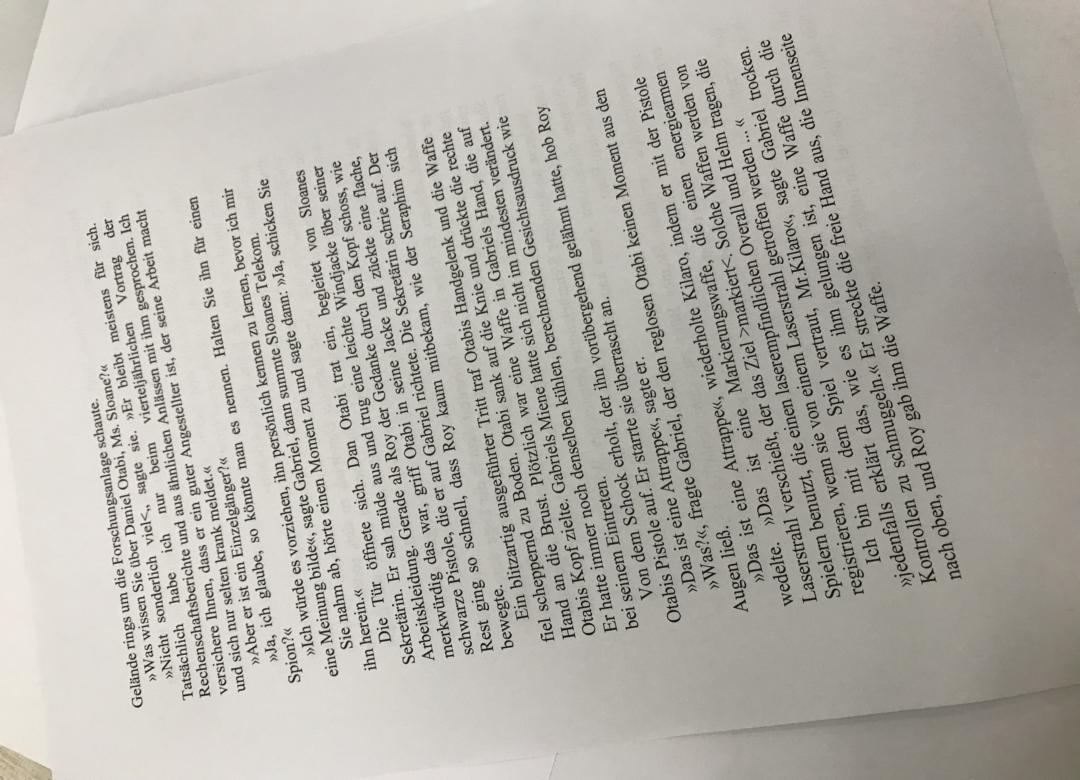 Gelände rings um die Forschungsanlage schaute.
»Was wissen Sie über Daniel Otabi, Ms. Sloane?«
»Nicht sonderlich viel<, sagte sie. »Er bleibt meistens für sich.
Tatsächlich habe ich nur beim vierteljährlichen Vortrag der
Rechenschaftsberichte und aus ähnlichen Anlässen mit ihm gesprochen. Ich
versichere Ihnen, dass er ein guter Angestellter ist, der seine Arbeit macht
und sich nur selten krank meldet.«
»Aber er ist ein Einzelgänger?«
»Ja, ich glaube, so könnte man es nennen. Halten Sie ihn für einen
Spion?«
»Ich würde es vorziehen, ihn persönlich kennen zu lernen, bevor ich mir
eine Meinung bilde«, sagte Gabriel, dann summte Sloanes Telekom.
Sie nahm ab, hörte einen Moment zu und sagte dann: »Ja, schicken Sie
ihn herein.«
Die Tür öffnete sich. Dan Otabi trat ein, begleitet von Sloanes
Sekretärin. Er sah müde aus und trug eine leichte Windjacke über seiner
Arbeitskleidung. Gerade als Roy der Gedanke durch den Kopf schoss, wie
merkwürdig das war, griff Otabi in seine Jacke und zückte eine flache,
schwarze Pistole, die er auf Gabriel richtete. Die Sekretärin schrie auf. Der
Rest ging so schnell, dass Roy kaum mitbekam, wie der Seraphim sich
bewegte.
Ein blitzartig ausgeführter Tritt traf Otabis Handgelenk und die Waffe
fiel scheppernd zu Boden. Otabi sank auf die Knie und drückte die rechte
Hand an die Brust. Plötzlich war eine Waffe in Gabriels Hand, die auf
Otabis Kopf zielte. Gabriels Miene hatte sich nicht im mindesten verändert.
Er hatte immer noch denselben kühlen, berechnenden Gesichtsausdruck wie
bei seinem Eintreten.
Von dem Schock erholt, der ihn vorübergehend gelähmt hatte, hob Roy
Otabis Pistole auf. Er starrte sie überrascht an.
»Das ist eine Attrappe«, sagte er.
»Was?«, fragte Gabriel, der den reglosen Otabi keinen Moment aus den
Augen ließ.
»Das ist eine Attrappe«, wiederholte Kilaro, indem er mit der Pistole
wedelte. »Das ist eine Markierungswaffe, die einen energiearmen
Laserstrahl verschießt, der das Ziel >markiert<. Solche Waffen werden von
Spielern benutzt, die einen laserempfindlichen Overall und Helm tragen, die
registrieren, wenn sie von einem Laserstrahl getroffen werden ... «
Ich bin mit dem Spiel vertraut, Mr.Kilaro«, sagte Gabriel trocken.
»jedenfalls erklärt das, wie es ihm gelungen ist, eine Waffe durch die
Kontrollen zu schmuggeln.« Er streckte die freie Hand aus, die Innenseite
nach oben, und Roy gab ihm die Waffe.